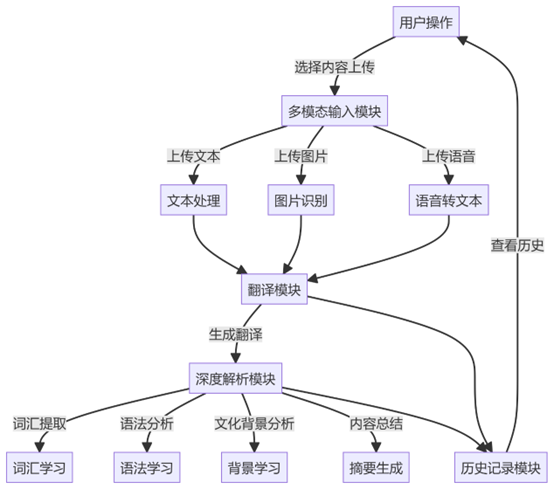 用户操作
选择内容上传
多模态输入模块
上传文本
上传图片
上传语音
文本处理
图片识别
语音转文本
查看历史
翻译模块
生成翻译
深度解析模块
词汇提取
语法分析
文化背景分析
内容总结
词汇学习
语法学习
背景学习
摘要生成
历史记录模块